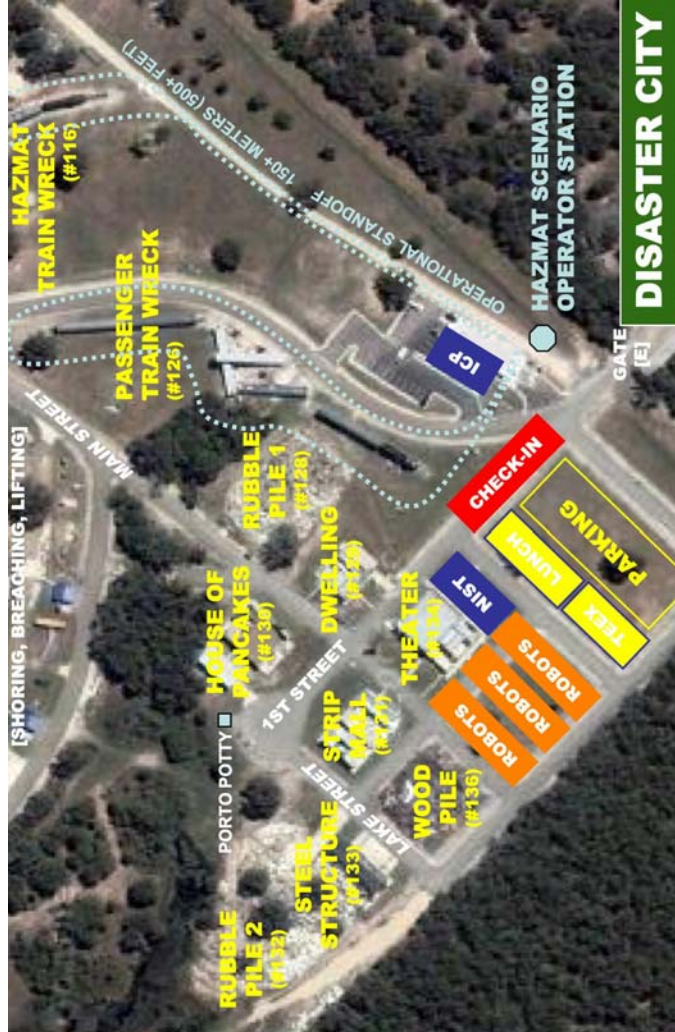 [SHORING, BREACHING, LIFTING]
MAIN STREET
HAZMAT
TRAIN WRECK
(#116)
PASSENGER
TRAIN WRECK
(#126)
OPERATIONAL STANDOFF 150+ METERS (500+ FEET)
RUBBLE
PILE 1
(#128)
HOUSE OF
PANCAKES
(#130)
PORTO POTTY
DWELLING
1ST STREET
STRIP
MALL
THEATER
(#134)
LAKE STREET
RUBBLE
PILE 2
(#132)
STEEL
STRUCTURE
(#133)
WOOD
PILE
(#136)
ICP
HAZMAT SCENARIO
OPERATOR STATION
CHECK-IN
GATE
[E]
NIST
LUNCH
TEEX
PARKING
ROBOTS
ROBOTS
ROBOTS
DISASTER CITY